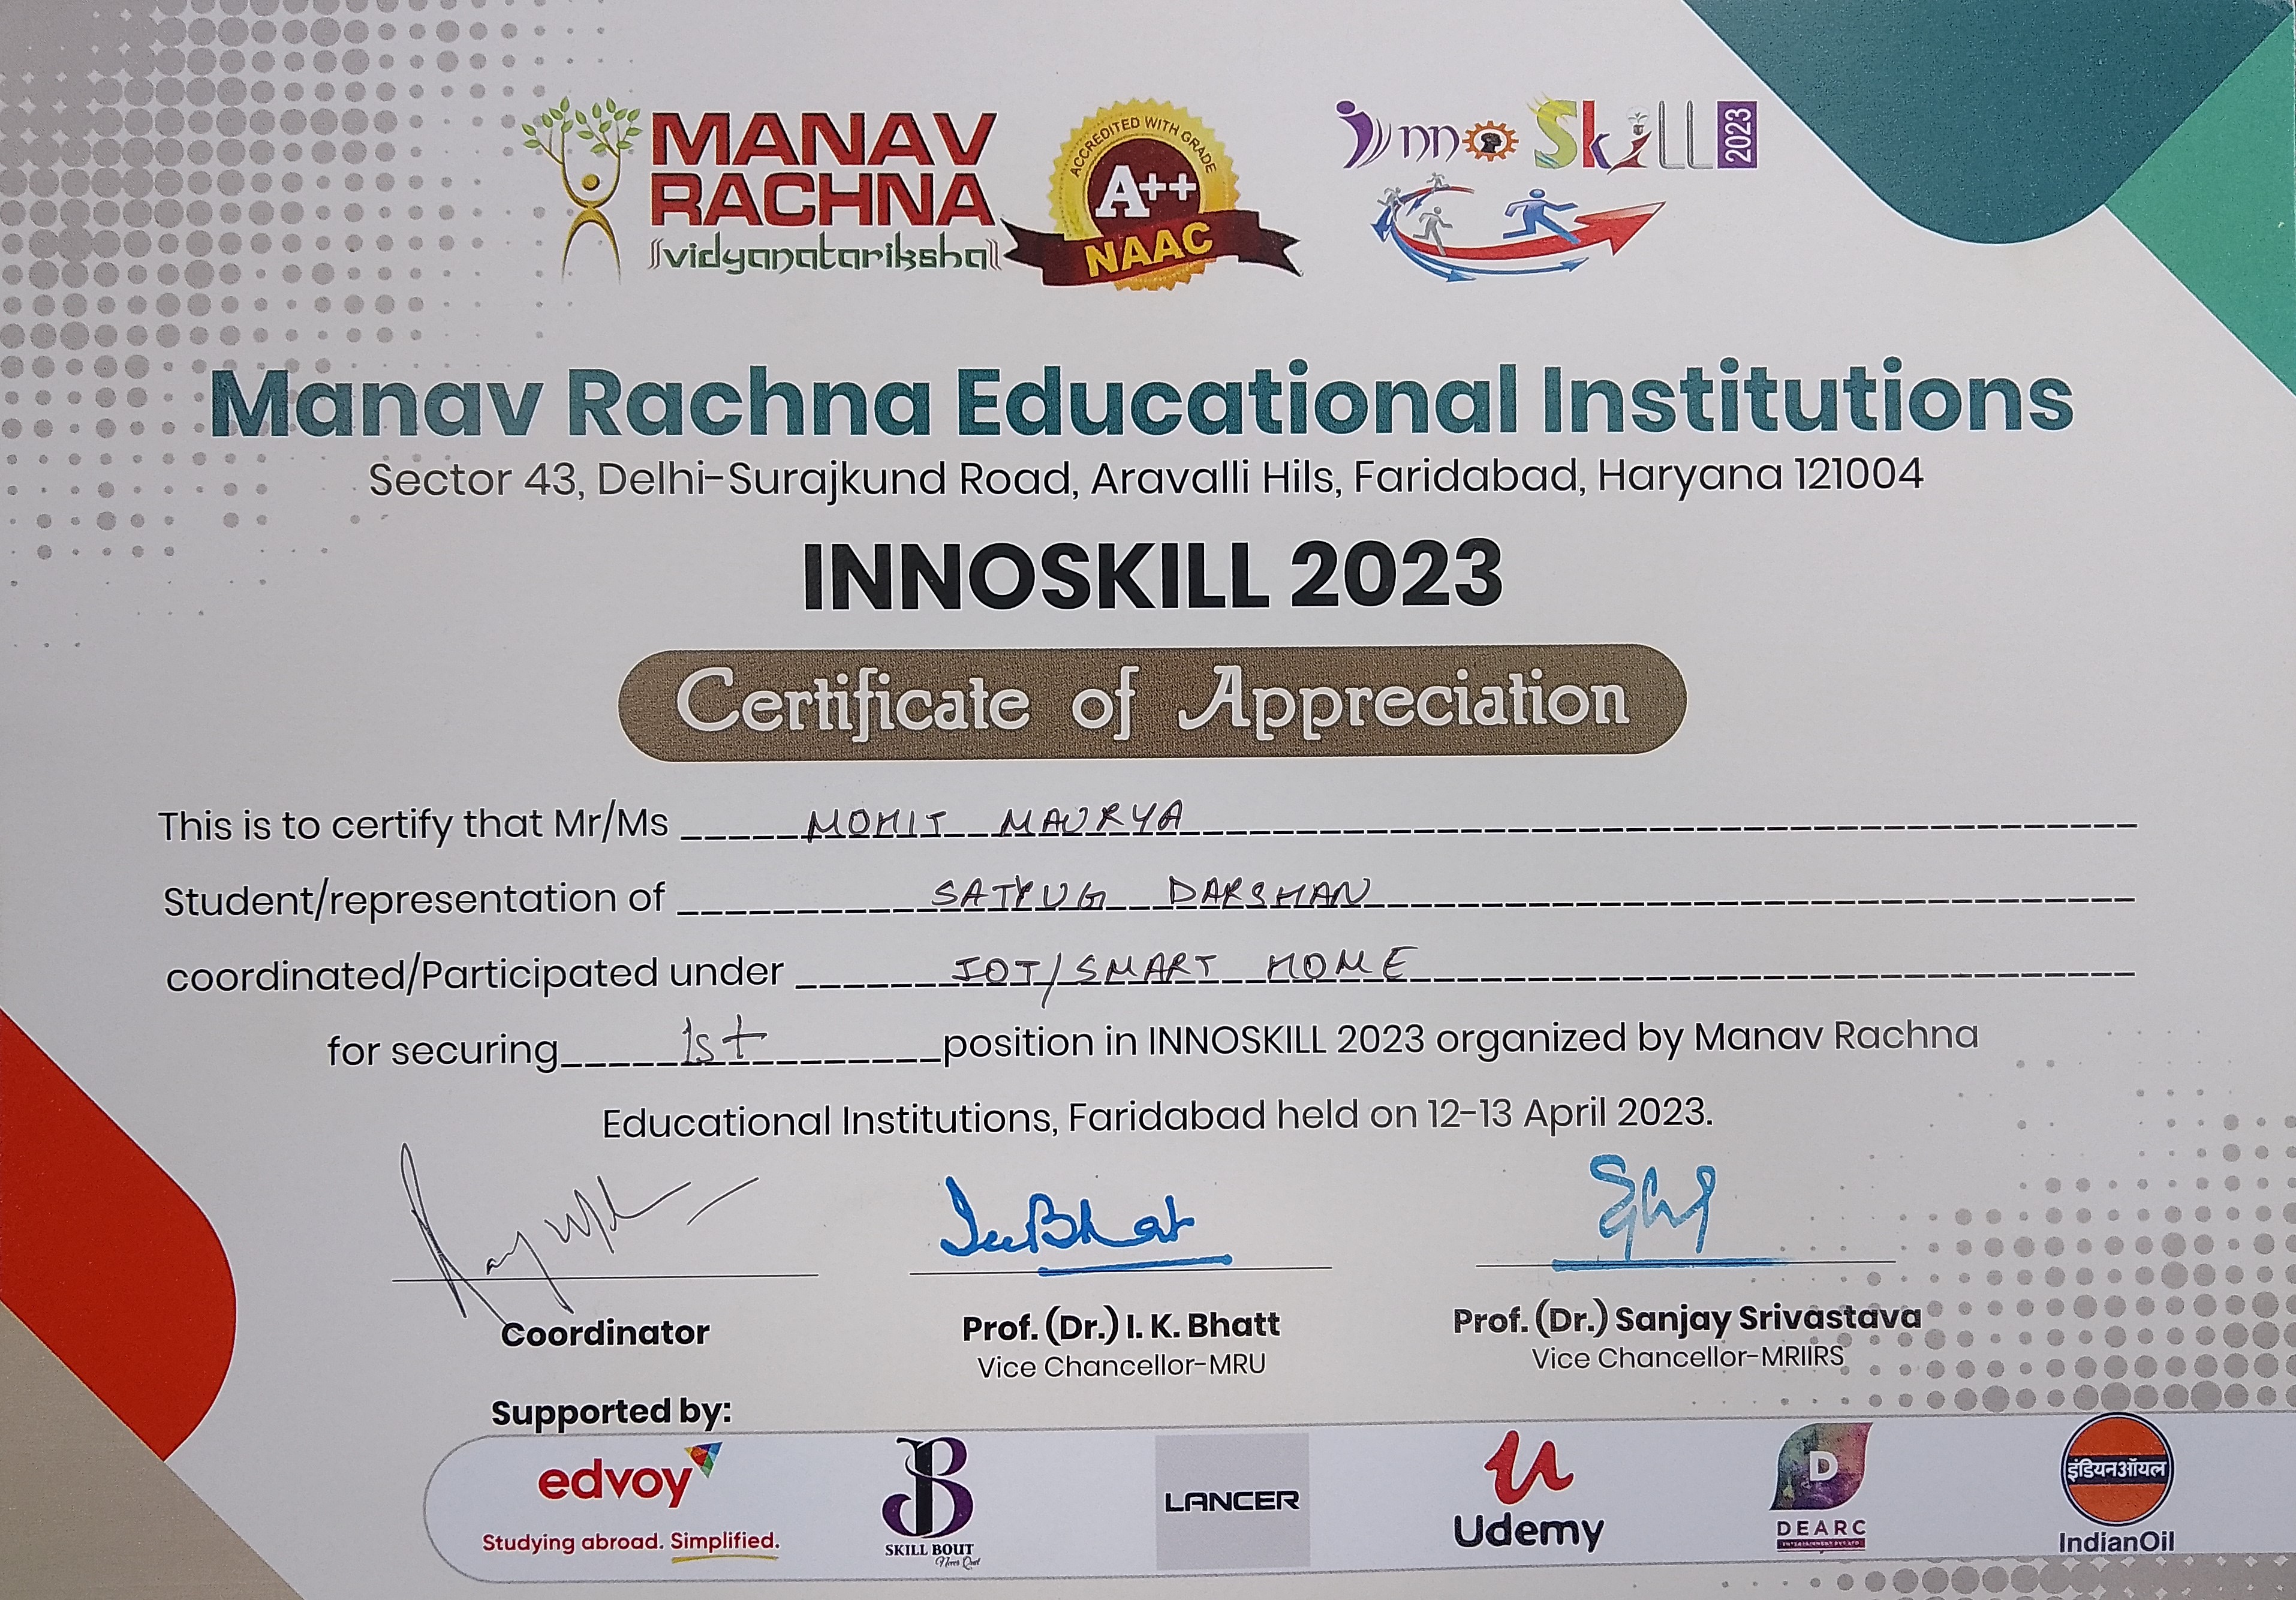 MANAV
RACHNA
vidyanatariksha
ACCREDITED WITH GRADE
A++
NAAC
InnoSkill 2023
Manav Rachna Educational Institutions
Sector 43, Delhi-Surajkund Road, Aravalli Hils, Faridabad, Haryana 121004
INNOSKILL 2023
Certificate of Appreciation
This is to certify that Mr/Ms MOHIT MAURYA
Student/representation of SATYUG DARSHAN
coordinated/Participated under IOT/SMART HOME
for securing 1st position in INNOSKILL 2023 organized by Manav Rachna
Educational Institutions, Faridabad held on 12-13 April 2023.
Coordinator
Prof. (Dr.) I. K. Bhatt
Vice Chancellor-MRU
Prof. (Dr.) Sanjay Srivastava
Vice Chancellor-MRIIRS
Supported by:
edvoy
Studying abroad. Simplified.
SKILL BOUT
Never Quit
LANCER
Udemy
D
DEARC
ENTERTAINMENT PVT LTD
इंडियनऑयल
IndianOil